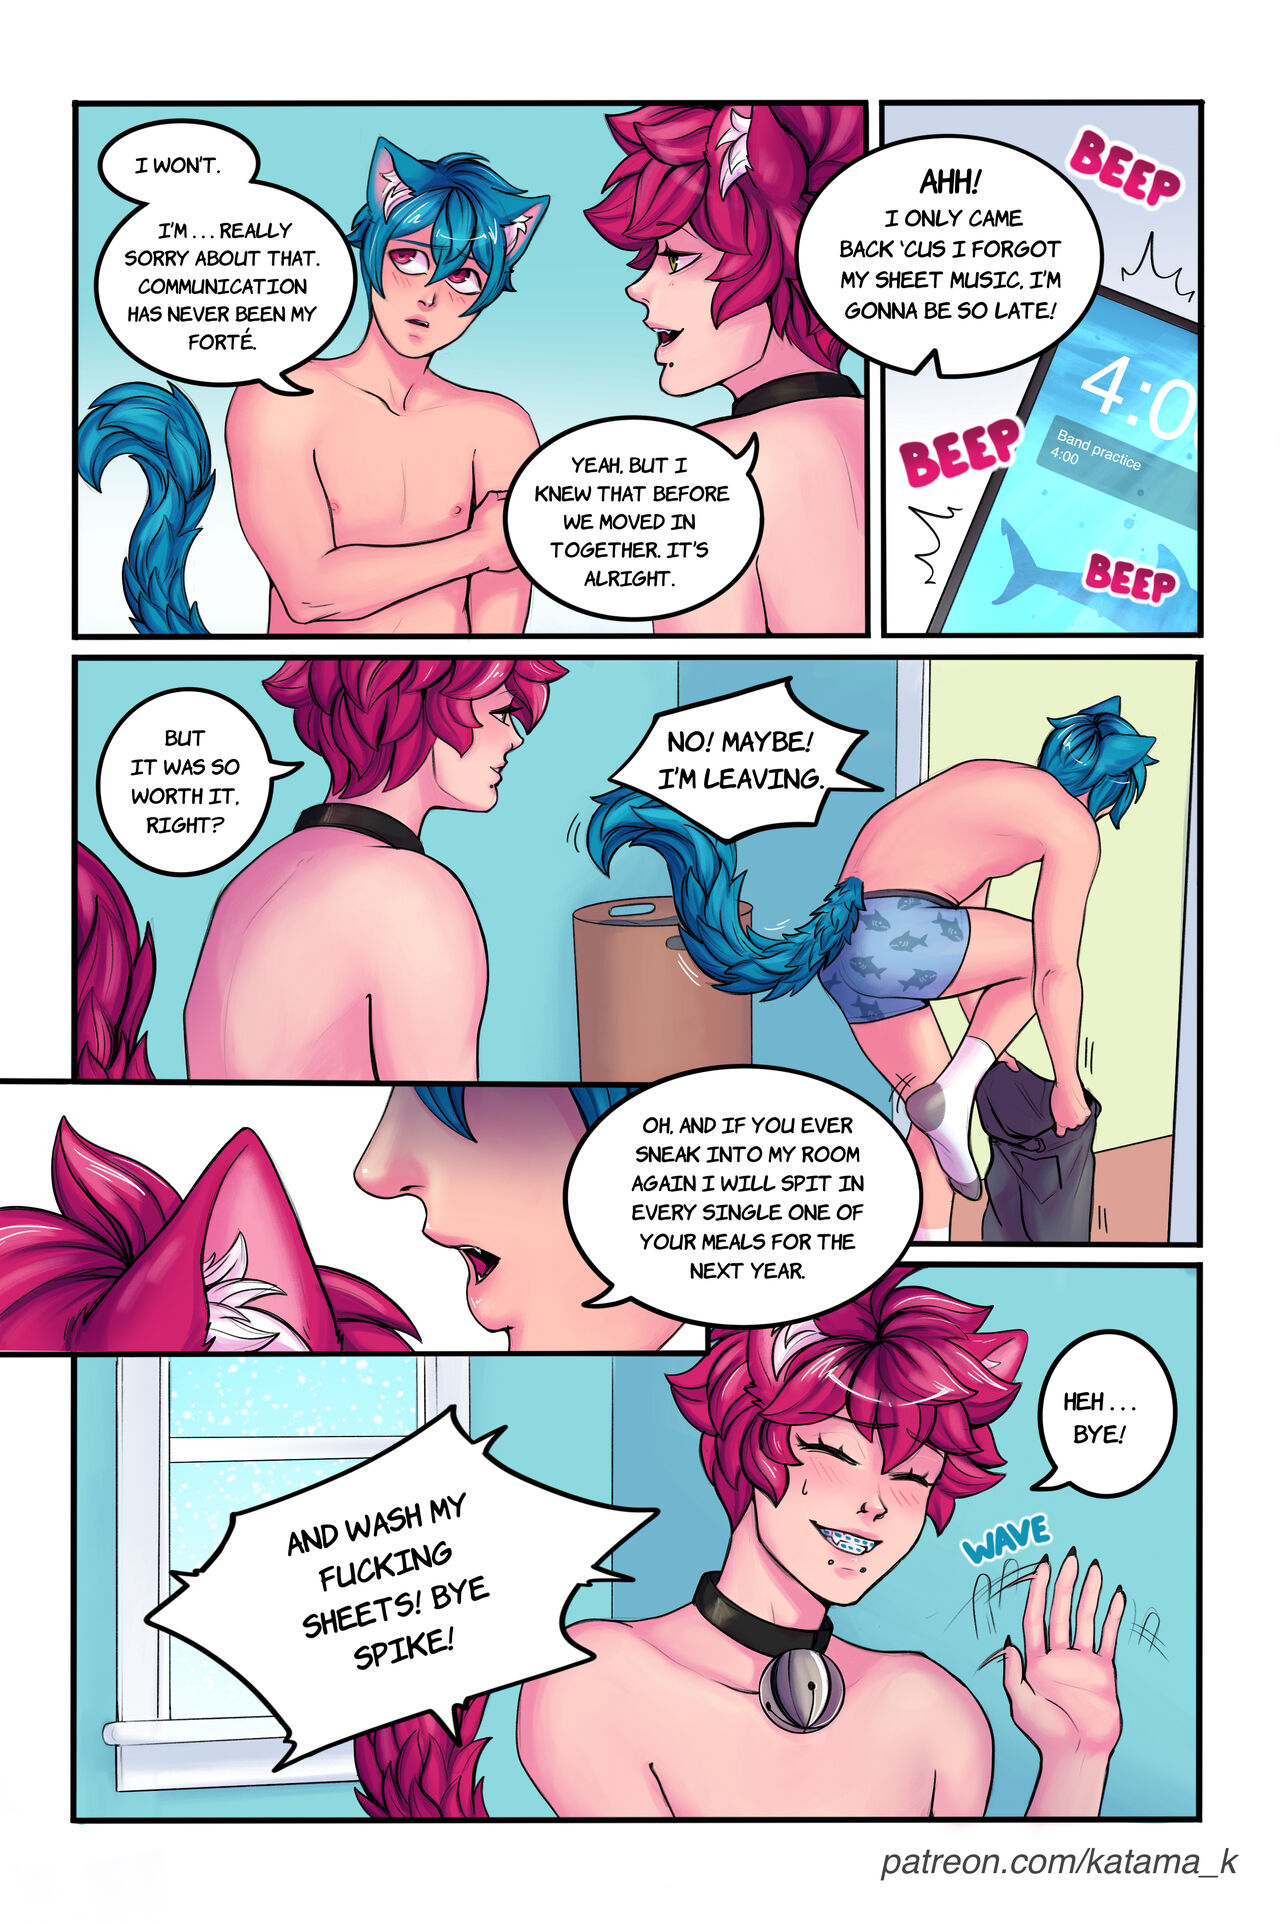 I WON'T.
I'M . . . REALLY
SORRY ABOUT THAT.
COMMUNICATION
HAS NEVER BEEN MY
FORTÉ.
YEAH, BUT I
KNEW THAT BEFORE
WE MOVED IN
TOGETHER. IT'S
ALRIGHT.
AHH!
I ONLY CAME
BACK 'CUS I FORGOT
MY SHEET MUSIC, I'M
GONNA BE SO LATE!
BEEP
BEEP
4:0
Band practice
4:00
BEEP
BUT
IT WAS SO
WORTH IT,
RIGHT?
NO! MAYBE!
I'M LEAVING.
OH, AND IF YOU EVER
SNEAK INTO MY ROOM
AGAIN I WILL SPIT IN
EVERY SINGLE ONE OF
YOUR MEALS FOR THE
NEXT YEAR.
AND WASH MY
FUCKING
SHEETS! BYE
SPIKE!
HEH . . .
BYE!
WAVE
patreon.com/katama_k